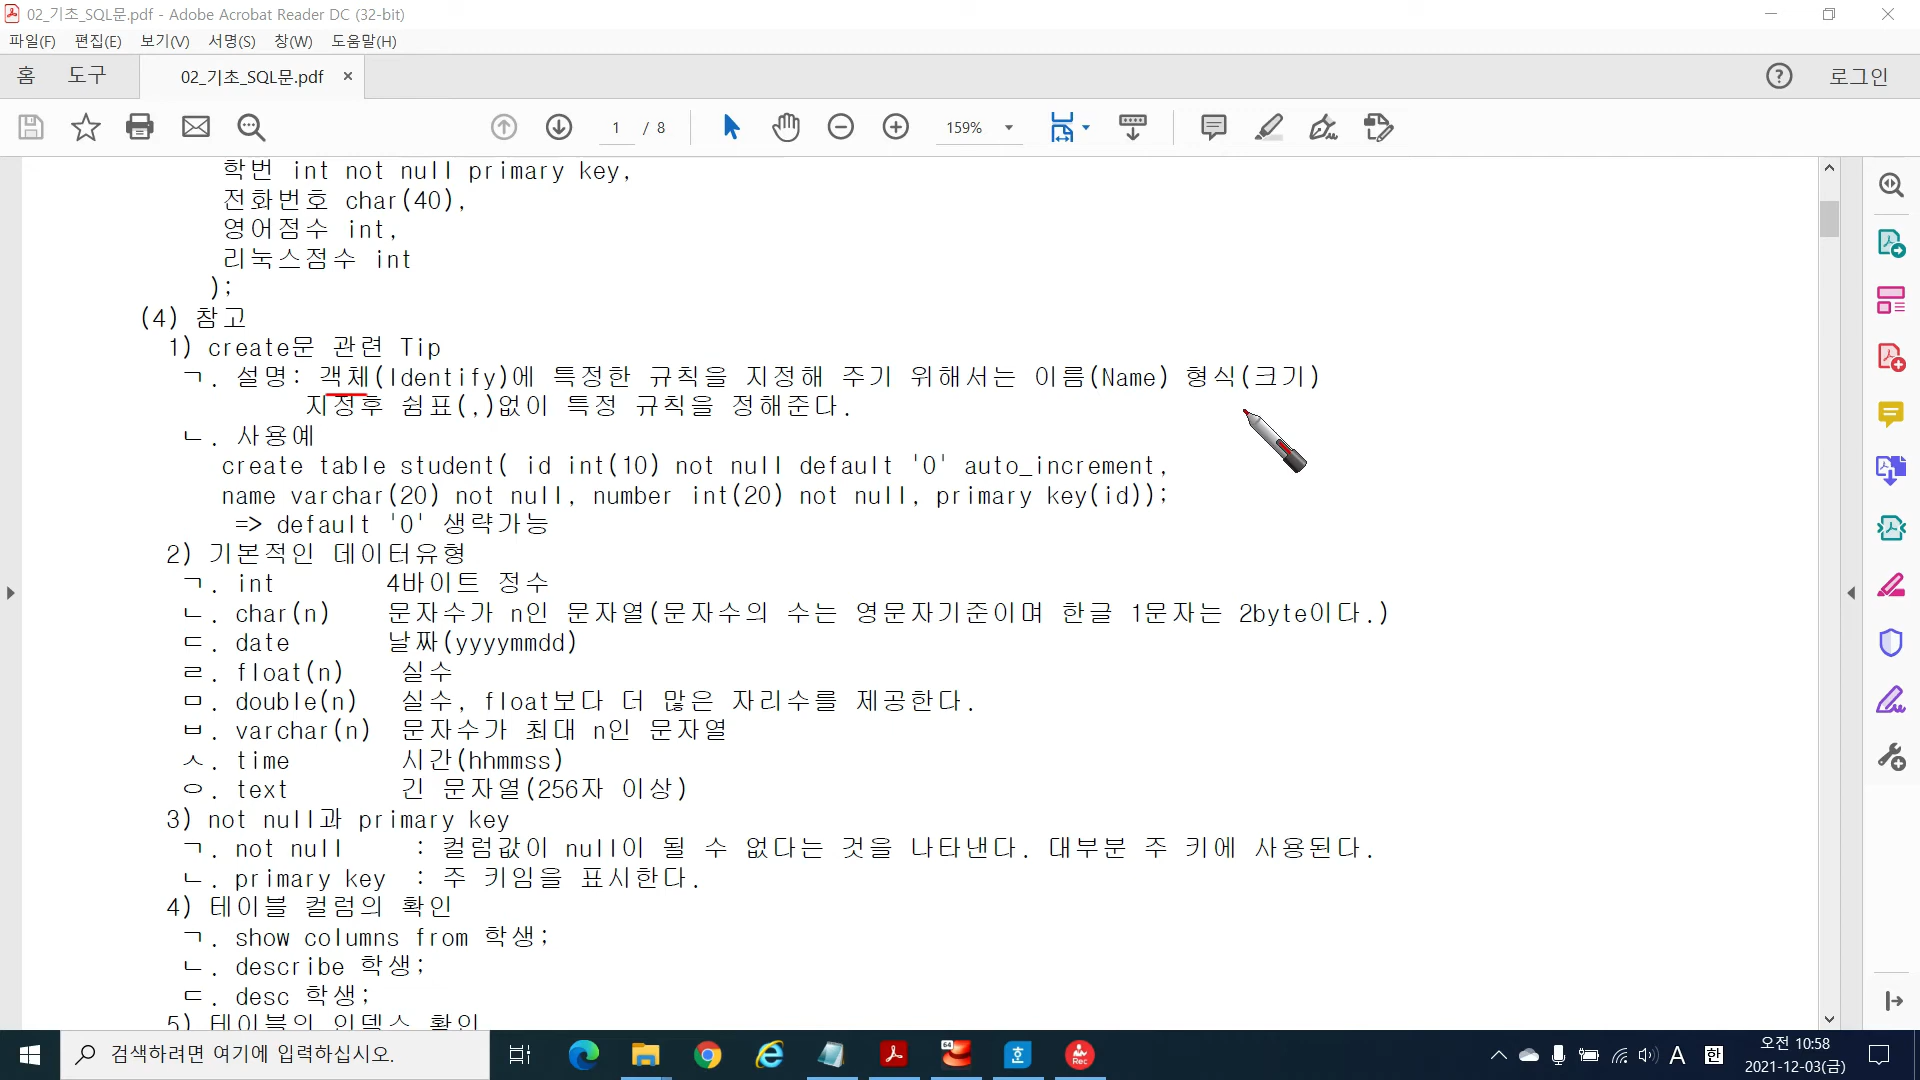 02_기초_SQL문.pdf - Adobe Acrobat Reader DC (32-bit)
파일(F) 편집(E) 보기(V) 서명(S) 창(W) 도움말(H)
홈 도구 02_기초_SQL문.pdf × 로그인
1 / 8 159%
학번 int not null primary key,
전화번호 char(40),
영어점수 int,
리눅스점수 int
);
(4) 참고
1) create문 관련 Tip
ㄱ. 설명: 객체(Identify)에 특정한 규칙을 지정해 주기 위해서는 이름(Name) 형식(크기)
지정후 쉼표(,)없이 특정 규칙을 정해준다.
ㄴ. 사용예
create table student( id int(10) not null default '0' auto_increment,
name varchar(20) not null, number int(20) not null, primary key(id));
=> default '0' 생략가능
2) 기본적인 데이터유형
ㄱ. int 4바이트 정수
ㄴ. char(n) 문자수가 n인 문자열(문자수의 수는 영문자기준이며 한글 1문자는 2byte이다.)
ㄷ. date 날짜(yyyymmdd)
ㄹ. float(n) 실수
ㅁ. double(n) 실수, float보다 더 많은 자리수를 제공한다.
ㅂ. varchar(n) 문자수가 최대 n인 문자열
ㅅ. time 시간(hhmmss)
ㅇ. text 긴 문자열(256자 이상)
3) not null과 primary key
ㄱ. not null : 컬럼값이 null이 될 수 없다는 것을 나타낸다. 대부분 주 키에 사용된다.
ㄴ. primary key : 주 키임을 표시한다.
4) 테이블 컬럼의 확인
ㄱ. show columns from 학생;
ㄴ. describe 학생;
ㄷ. desc 학생;
5) 테이블의 인덱스 확인
검색하려면 여기에 입력하십시오.
64 호 Rec A 한
오전 10:58
2021-12-03(금)